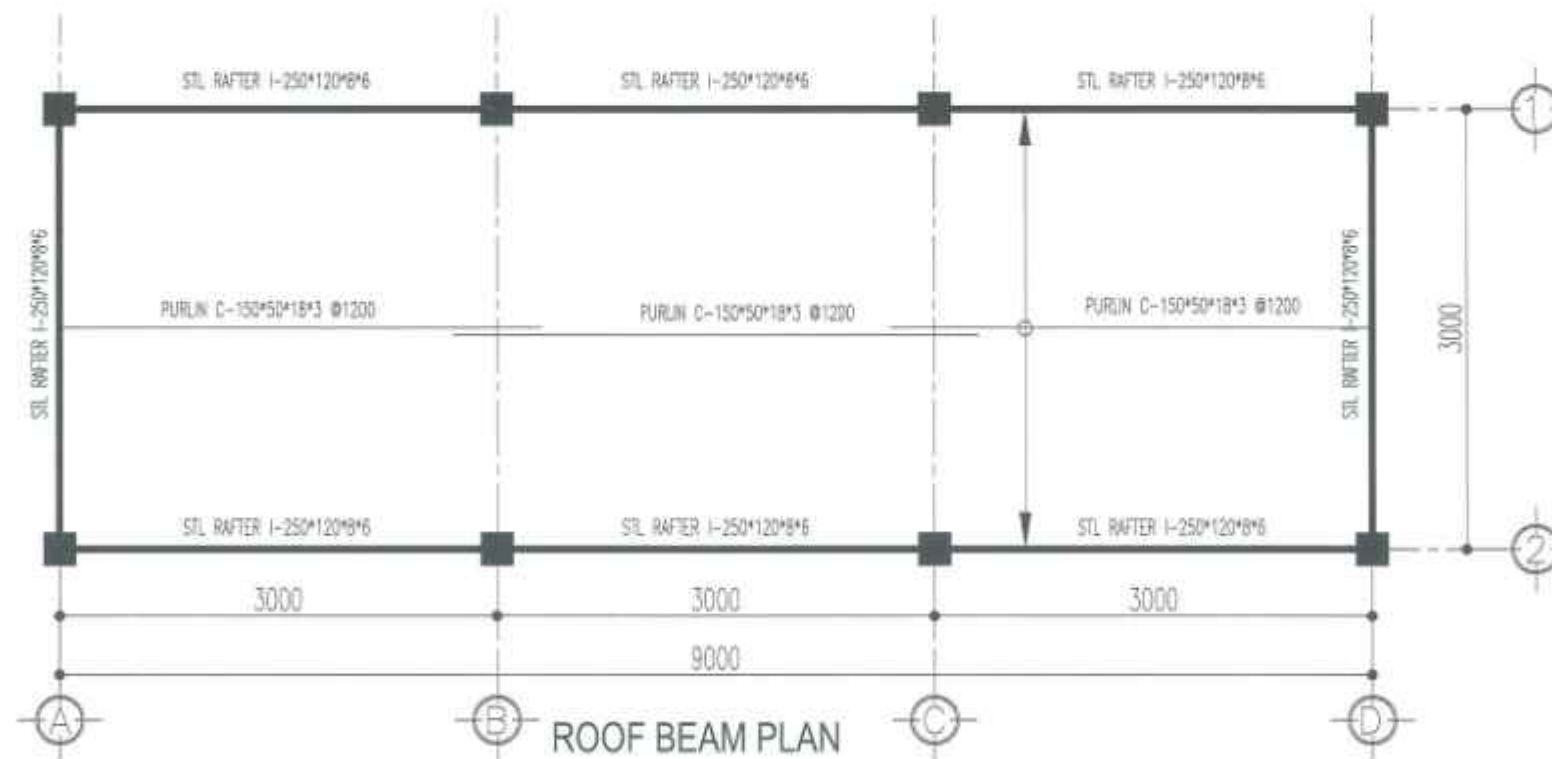 STL RAFTER I-250*120*8*6
STL RAFTER I-250*120*8*6
STL RAFTER I-250*120*8*6
1
STL RAFTER I-250*120*8*6
PURLIN C-150*50*18*3 @1200
PURLIN C-150*50*18*3 @1200
PURLIN C-150*50*18*3 @1200
STL RAFTER I-250*120*8*6
3000
STL RAFTER I-250*120*8*6
STL RAFTER I-250*120*8*6
STL RAFTER I-250*120*8*6
2
3000
3000
3000
9000
A
B
C
D
ROOF BEAM PLAN